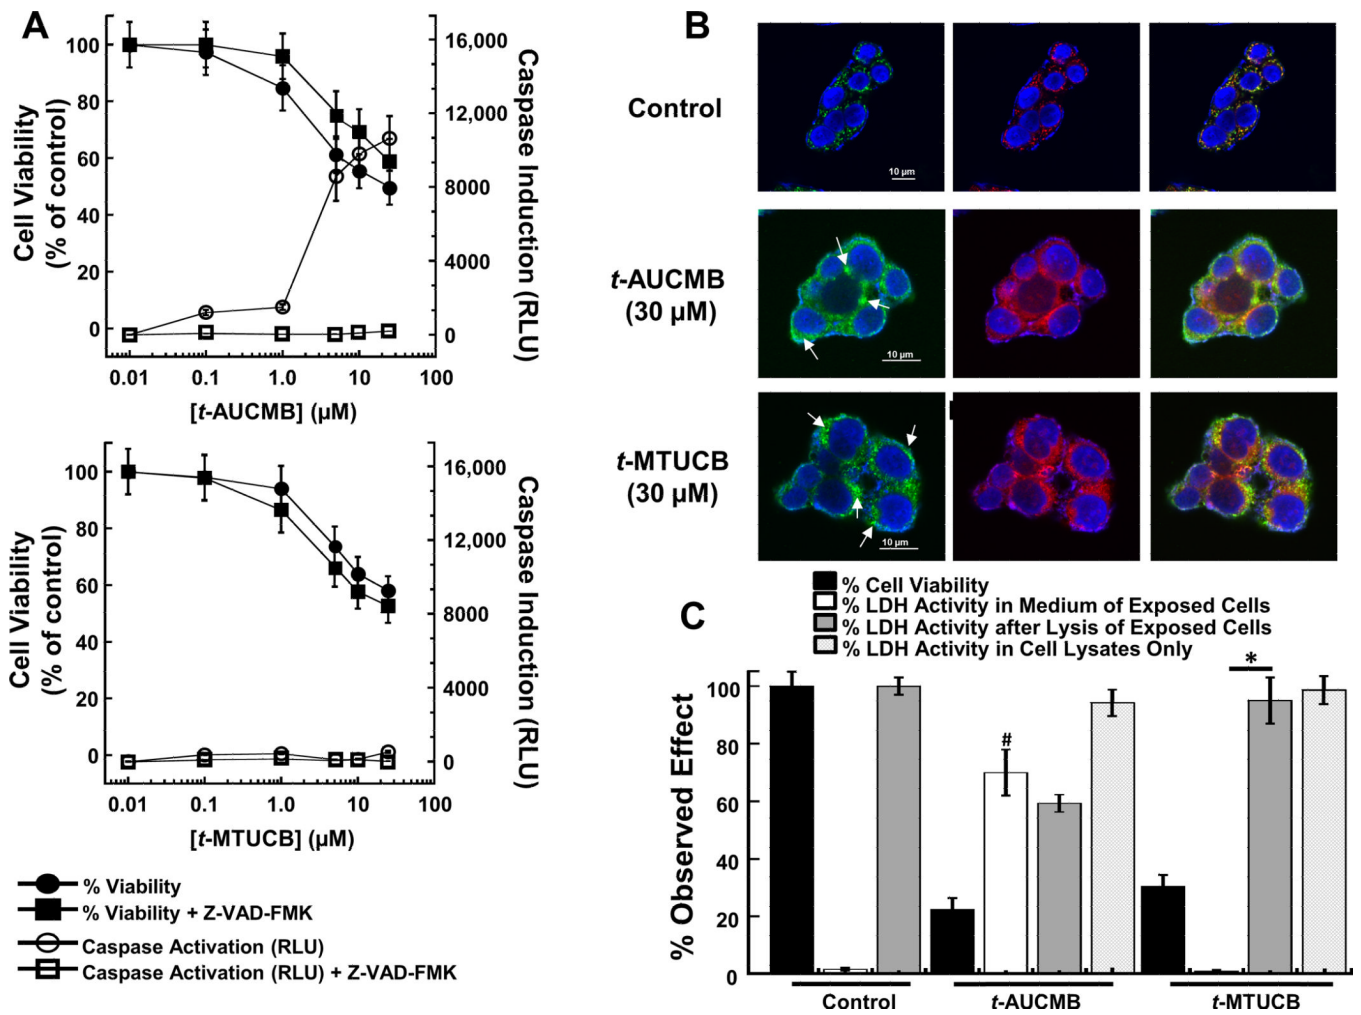 A
100
80
60
40
20
0
Cell Viability
(% of control)
16,000
12,000
8000
4000
0
Caspase Induction (RLU)
0.01 0.1 1.0 10 100
[t-AUCMB] (µM)
100
80
60
40
20
0
Cell Viability
(% of control)
16,000
12,000
8000
4000
0
Caspase Induction (RLU)
0.01 0.1 1.0 10 100
[t-MTUCB] (µM)
% Viability
% Viability + Z-VAD-FMK
Caspase Activation (RLU)
Caspase Activation (RLU) + Z-VAD-FMK
B
Control
10 µm
t-AUCMB
(30 µM)
10 µm
t-MTUCB
(30 µM)
10 µm
C
% Cell Viability
% LDH Activity in Medium of Exposed Cells
% LDH Activity after Lysis of Exposed Cells
% LDH Activity in Cell Lysates Only
% Observed Effect
100
80
60
40
20
0
#
*
Control t-AUCMB t-MTUCB